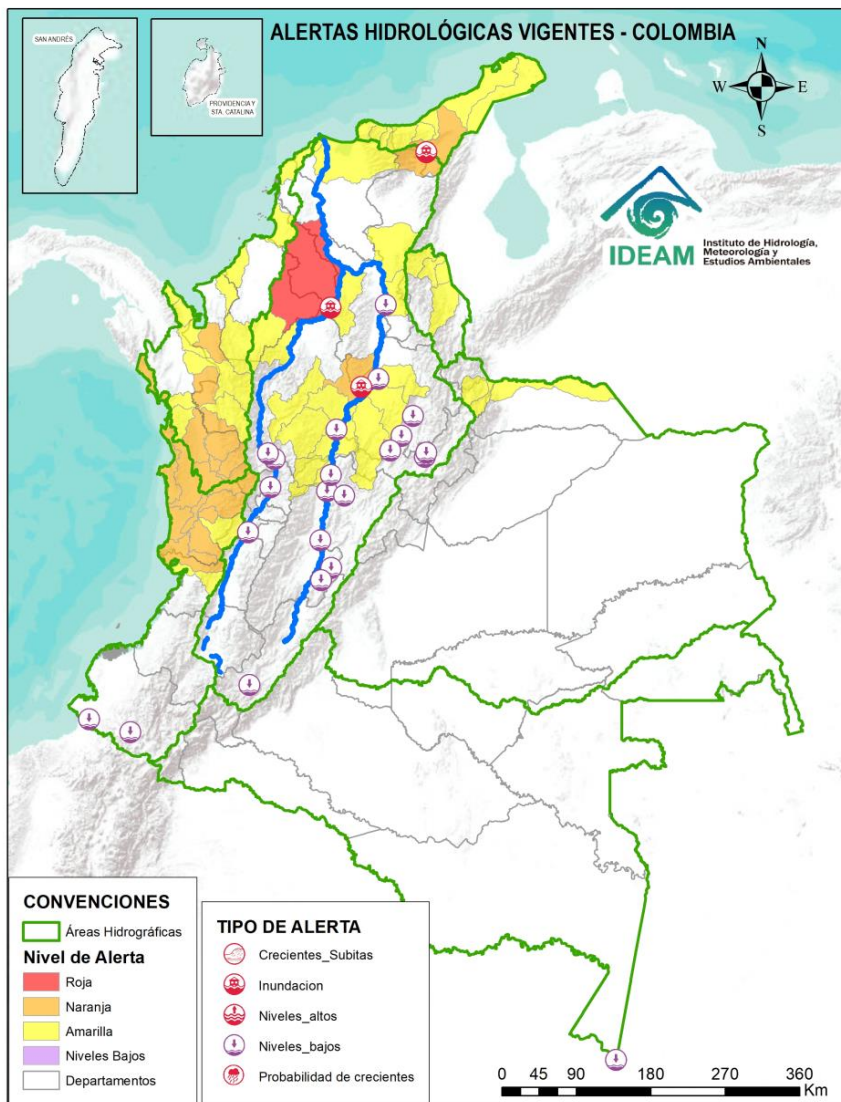 ALERTAS HIDROLÓGICAS VIGENTES - COLOMBIA
SAN ANDRÉS
PROVIDENCIA Y
STA. CATALINA
N
W
E
S
IDEAM
Instituto de Hidrología,
Meteorología y
Estudios Ambientales
CONVENCIONES
Áreas Hidrográficas
Nivel de Alerta
Roja
Naranja
Amarilla
Niveles Bajos
Departamentos
TIPO DE ALERTA
Crecientes_Subitas
Inundacion
Niveles_altos
Niveles_bajos
Probabilidad de crecientes
0 45 90 180 270 360
Km